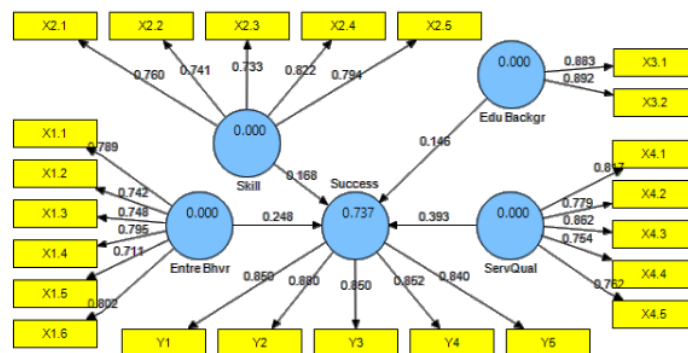 X2.1 X2.2 X2.3 X2.4 X2.5
0.760 0.741 0.733 0.822 0.794
0.000
Skill
0.000
Edu Backgr
0.883 X3.1
0.892 X3.2
0.146
0.168
X1.1 0.789
X1.2 0.742
X1.3 0.748
X1.4 0.795
X1.5 0.711
X1.6 0.802
0.000
Entre Bhvr
0.248
Success
0.737
0.393
0.000
ServQual
0.817 X4.1
0.779 X4.2
0.862 X4.3
0.754 X4.4
0.762 X4.5
0.850 0.880 0.850 0.852 0.840
Y1 Y2 Y3 Y4 Y5